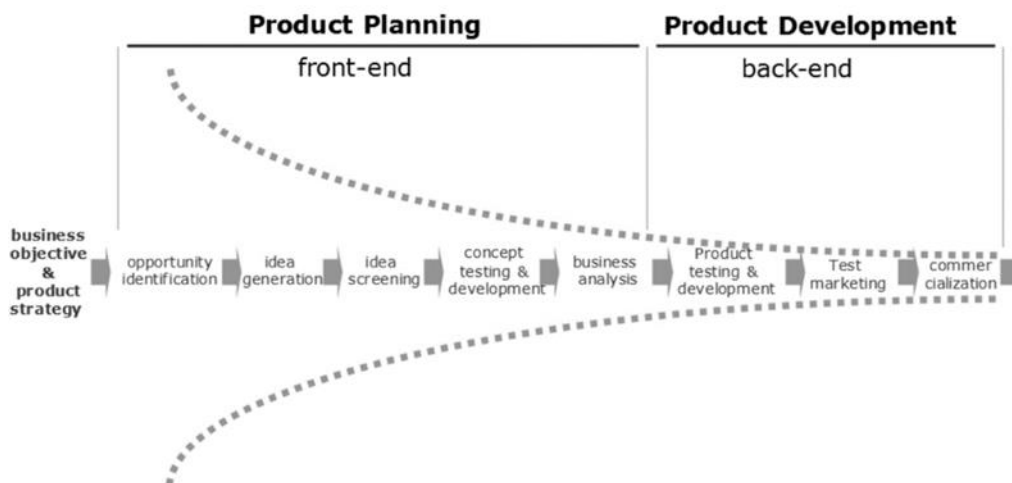 Product Planning
Product Development
front-end
back-end
business
objective
&
product
strategy
opportunity
identification
idea
generation
idea
screening
concept
testing &
development
business
analysis
Product
testing &
development
Test
marketing
commer
cialization